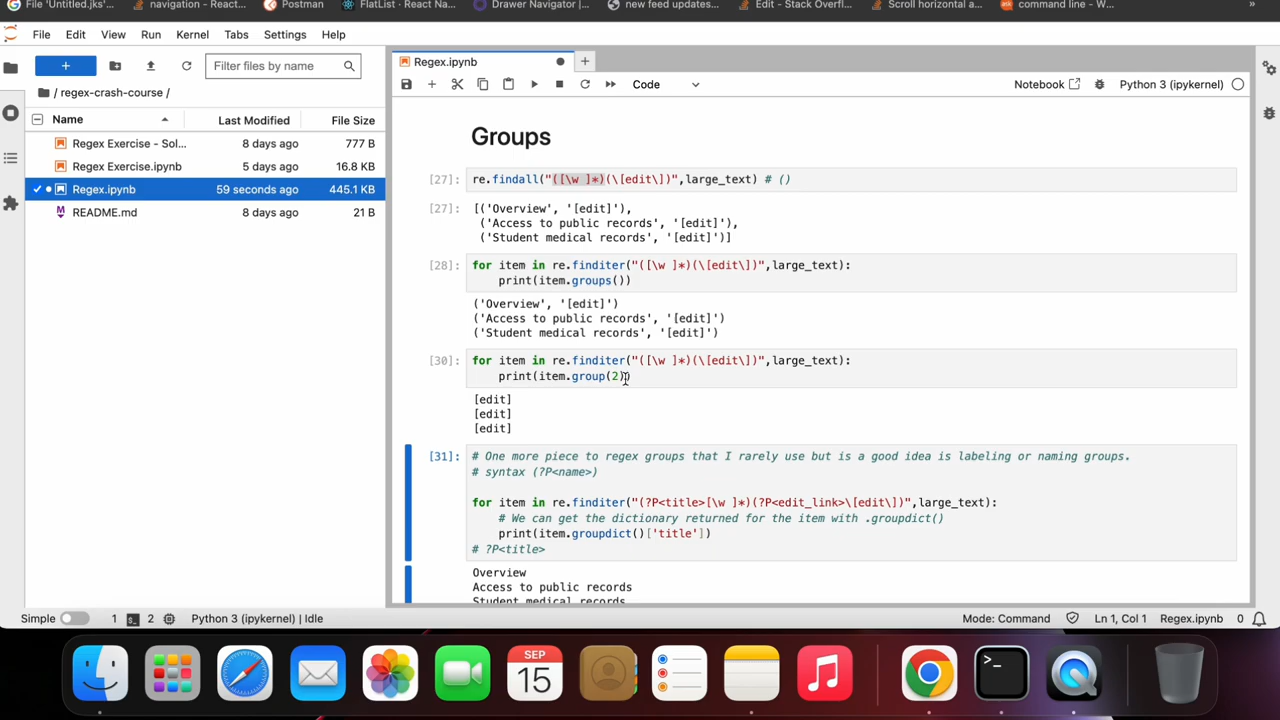 File 'Untitled.jks'...
navigation - React...
Postman
FlatList · React Na...
Drawer Navigator |...
new feed updates...
Edit - Stack Overfl...
Scroll horizontal a...
command line - W...
»
File Edit View Run Kernel Tabs Settings Help
Filter files by name
/ regex-crash-course /
Name Last Modified File Size
Regex Exercise - Sol... 8 days ago 777 B
Regex Exercise.ipynb 5 days ago 16.8 KB
Regex.ipynb 59 seconds ago 445.1 KB
README.md 8 days ago 21 B
Regex.ipynb
Code
Notebook
Python 3 (ipykernel)
Groups
[27]: re.findall("([\w ]*)(\[edit\])",large_text) # ()
[27]: [('Overview', '[edit]'),
('Access to public records', '[edit]'),
('Student medical records', '[edit]')]
[28]: for item in re.finditer("([\w ]*)(\[edit\])",large_text):
print(item.groups())
('Overview', '[edit]')
('Access to public records', '[edit]')
('Student medical records', '[edit]')
[30]: for item in re.finditer("([\w ]*)(\[edit\])",large_text):
print(item.group(2))
[edit]
[edit]
[edit]
[31]: # One more piece to regex groups that I rarely use but is a good idea is labeling or naming groups.
# syntax (?P<name>)
for item in re.finditer("(?P<title>[\w ]*)(?P<edit_link>\[edit\])",large_text):
# We can get the dictionary returned for the item with .groupdict()
print(item.groupdict()['title'])
# ?P<title>
Overview
Access to public records
Student medical records
Simple 1 2 Python 3 (ipykernel) | Idle Mode: Command Ln 1, Col 1 Regex.ipynb 0
SEP
15